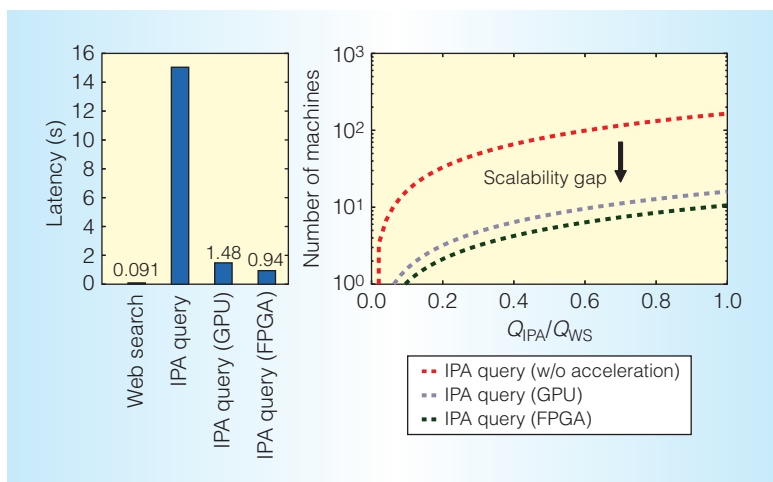 Latency (s)
16
14
12
10
8
6
4
2
0
0.091
1.48
0.94
Web search
IPA query
IPA query (GPU)
IPA query (FPGA)
Number of machines
10³
10²
10¹
10⁰
Scalability gap
0.0 0.2 0.4 0.6 0.8 1.0
Q_IPA/Q_WS
IPA query (w/o acceleration)
IPA query (GPU)
IPA query (FPGA)